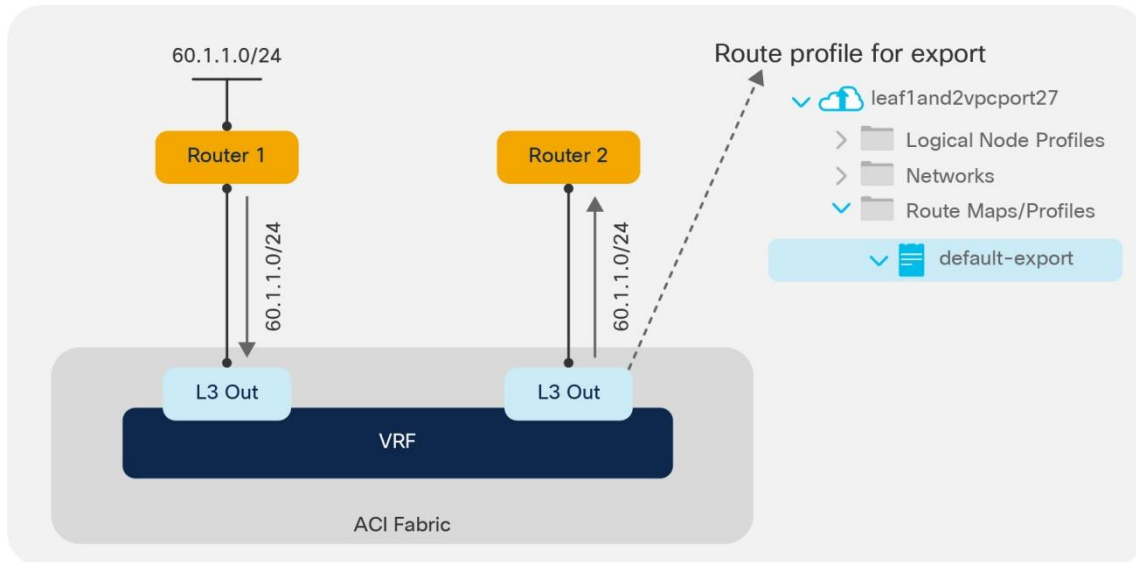 60.1.1.0/24
Route profile for export
leaf1and2vpcport27
Logical Node Profiles
Networks
Route Maps/Profiles
default-export
Router 1
Router 2
60.1.1.0/24
60.1.1.0/24
L3 Out
L3 Out
VRF
ACI Fabric